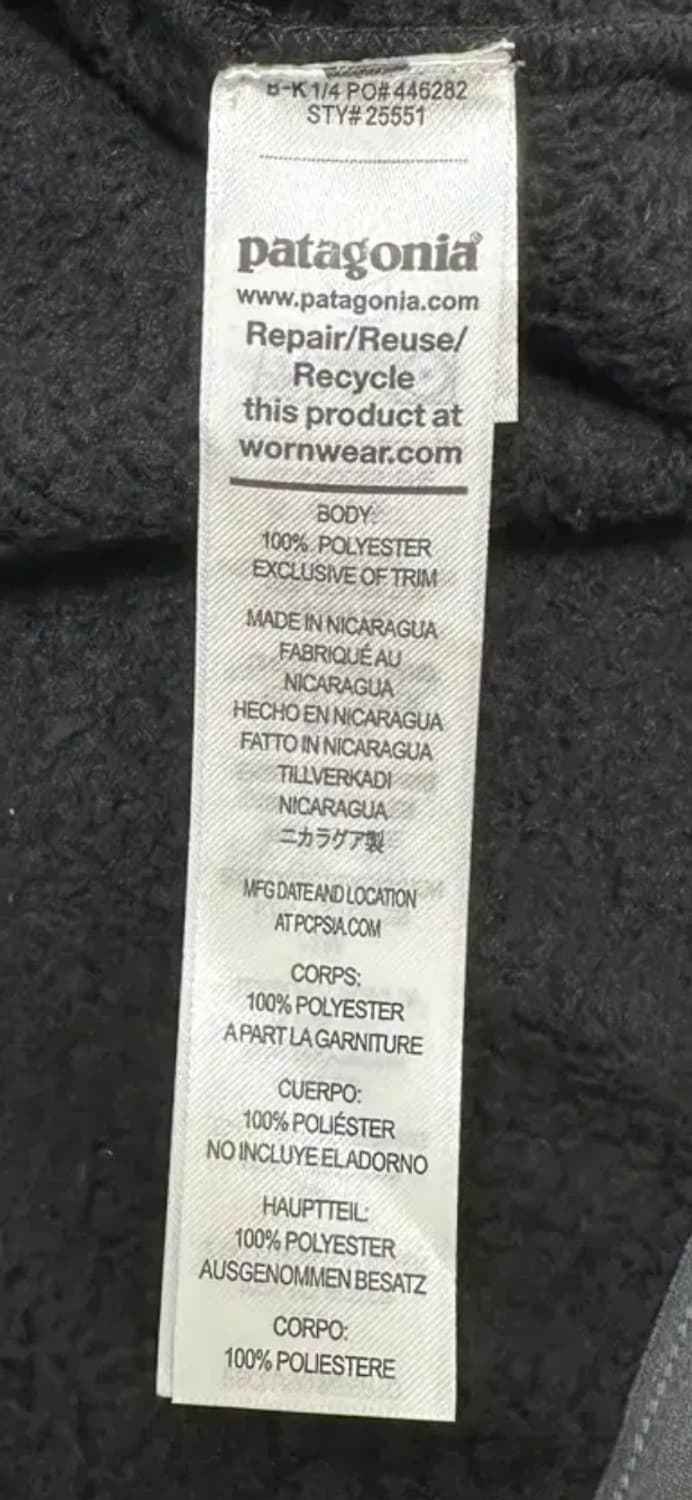 B-K 1/4 PO# 446282
STY# 25551
patagonia®
www.patagonia.com
Repair/Reuse/
Recycle
this product at
wornwear.com
BODY:
100% POLYESTER
EXCLUSIVE OF TRIM
MADE IN NICARAGUA
FABRIQUÉ AU
NICARAGUA
HECHO EN NICARAGUA
FATTO IN NICARAGUA
TILLVERKAD I
NICARAGUA
ニカラグア製
MFG DATE AND LOCATION
AT PCPSIA.COM
CORPS:
100% POLYESTER
A PART LA GARNITURE
CUERPO:
100% POLIÉSTER
NO INCLUYE EL ADORNO
HAUPTTEIL:
100% POLYESTER
AUSGENOMMEN BESATZ
CORPO:
100% POLIESTERE